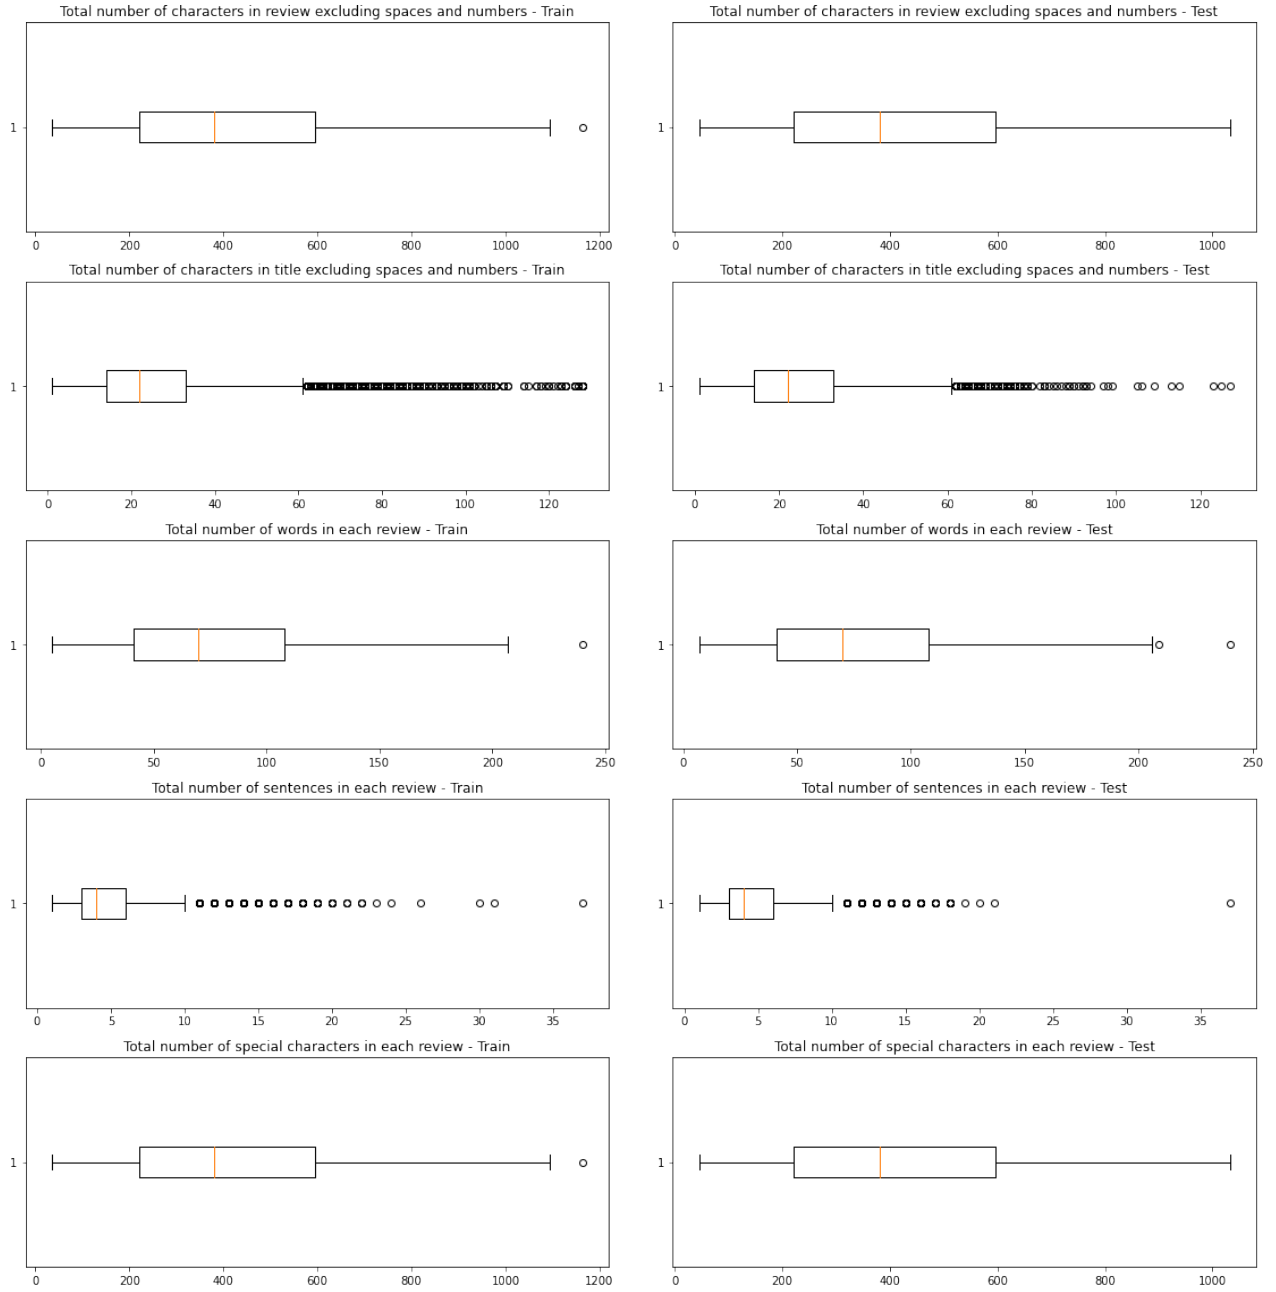 Total number of characters in review excluding spaces and numbers - Train
1
0 200 400 600 800 1000 1200
Total number of characters in review excluding spaces and numbers - Test
1
0 200 400 600 800 1000
Total number of characters in title excluding spaces and numbers - Train
1
0 20 40 60 80 100 120
Total number of characters in title excluding spaces and numbers - Test
1
0 20 40 60 80 100 120
Total number of words in each review - Train
1
0 50 100 150 200 250
Total number of words in each review - Test
1
0 50 100 150 200 250
Total number of sentences in each review - Train
1
0 5 10 15 20 25 30 35
Total number of sentences in each review - Test
1
0 5 10 15 20 25 30 35
Total number of special characters in each review - Train
1
0 200 400 600 800 1000 1200
Total number of special characters in each review - Test
1
0 200 400 600 800 1000